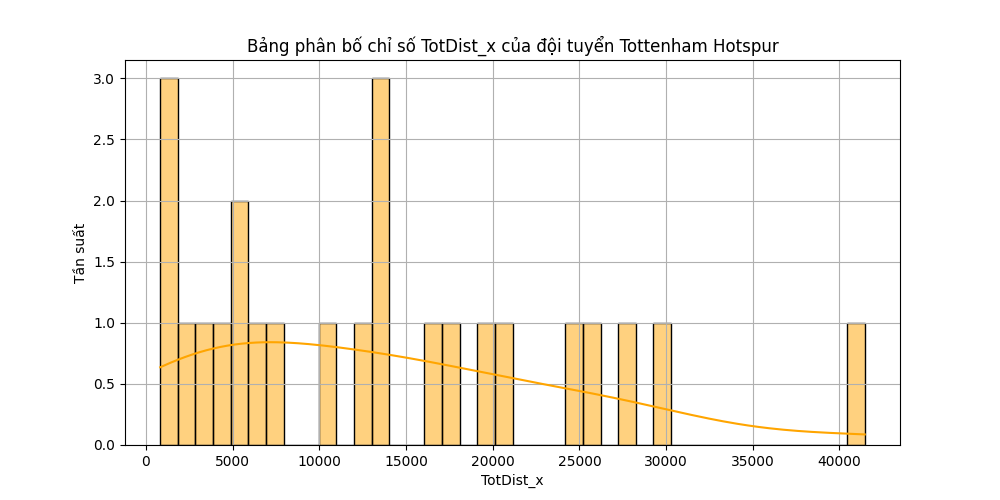 Bảng phân bố chỉ số TotDist_x của đội tuyển Tottenham Hotspur
3.0
2.5
2.0
1.5
1.0
0.5
0.0
Tần suất
0 5000 10000 15000 20000 25000 30000 35000 40000
TotDist_x